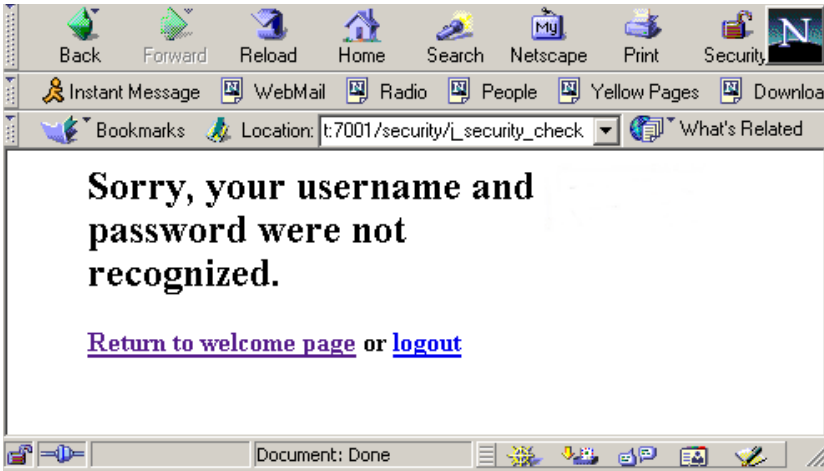 Back Forward Reload Home Search Netscape Print Security
My
N
Instant Message WebMail Radio People Yellow Pages Downloa
Bookmarks Location: t:7001/security/j_security_check What's Related
Sorry, your username and
password were not
recognized.
Return to welcome page or logout
Document: Done